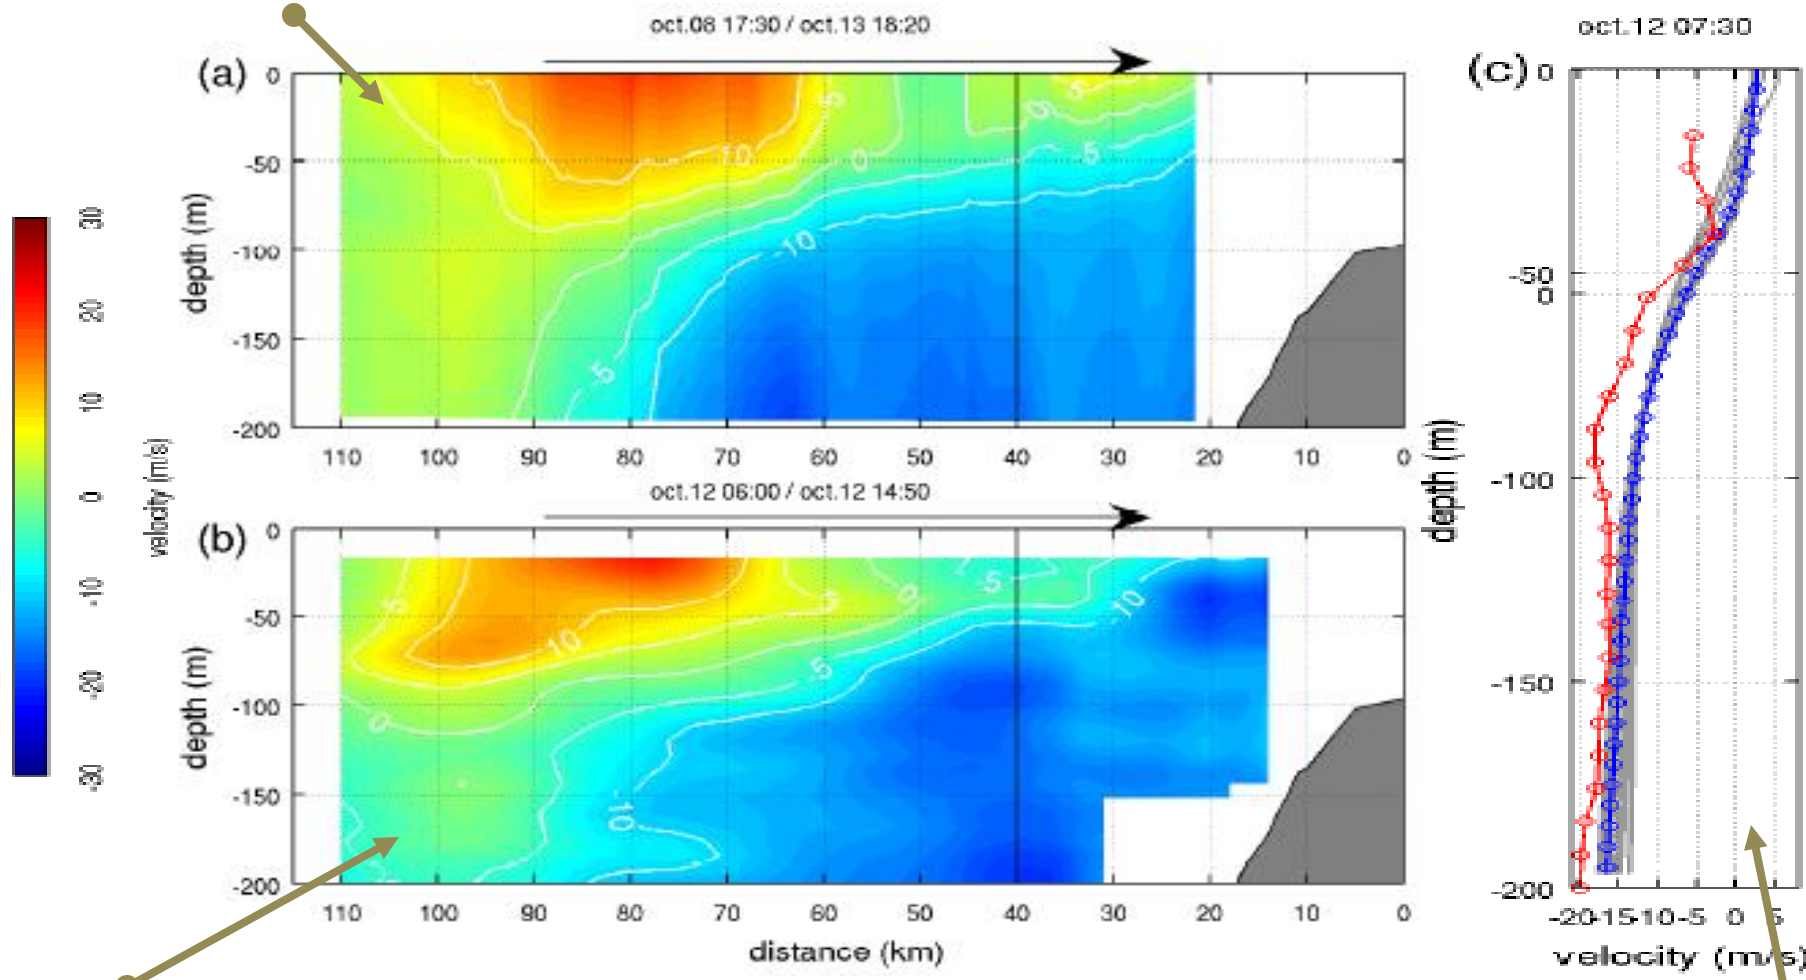 oct.08 17:30 / oct.13 18:20
(a)
0
-50
-100
-150
-200
depth (m)
5
0
-10
-5
0
5
-5
-10
110 100 90 80 70 60 50 40 30 20 10 0
oct.12 06:00 / oct.12 14:50
(b)
0
-50
-100
-150
-200
depth (m)
5
10
0
5
0
-5
-5
-10
-10
110 100 90 80 70 60 50 40 30 20 10 0
distance (km)
30
20
10
0
-10
-20
-30
velocity (m/s)
oct.12 07:30
(c)
0
-50
0
-100
-150
-200
depth (m)
-20 -15 -10 -5 0 5
velocity (m/s)